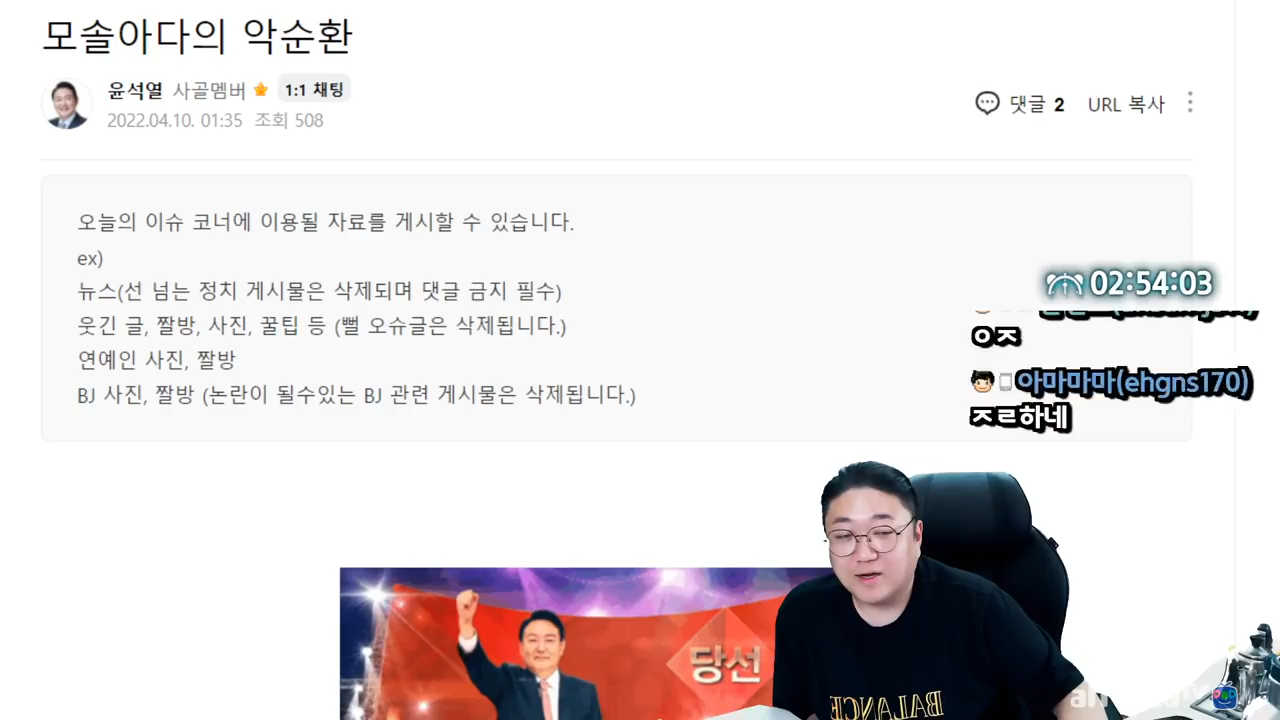 모솔아다의 악순환
윤석열 사골멤버 1:1 채팅
2022.04.10. 01:35 조회 508
댓글 2 URL 복사
오늘의 이슈 코너에 이용될 자료를 게시할 수 있습니다.
ex)
뉴스(선 넘는 정치 게시물은 삭제되며 댓글 금지 필수)
웃긴 글, 짤방, 사진, 꿀팁 등 (뻘 오슈글은 삭제됩니다.)
연예인 사진, 짤방
BJ 사진, 짤방 (논란이 될수있는 BJ 관련 게시물은 삭제됩니다.)
02:54:03
ㅇㅈ
아마마마(ehgns170)
ㅈㄹ하네
당선
BALANCE